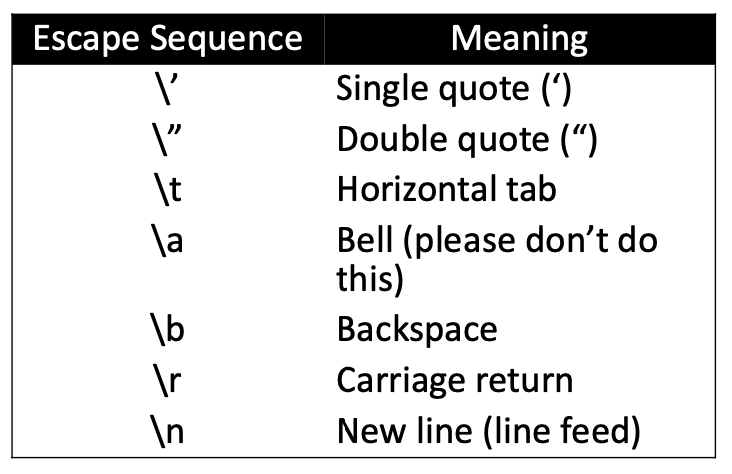 Escape Sequence Meaning
\’ Single quote (‘)
\” Double quote (“)
\t Horizontal tab
\a Bell (please don’t do
this)
\b Backspace
\r Carriage return
\n New line (line feed)